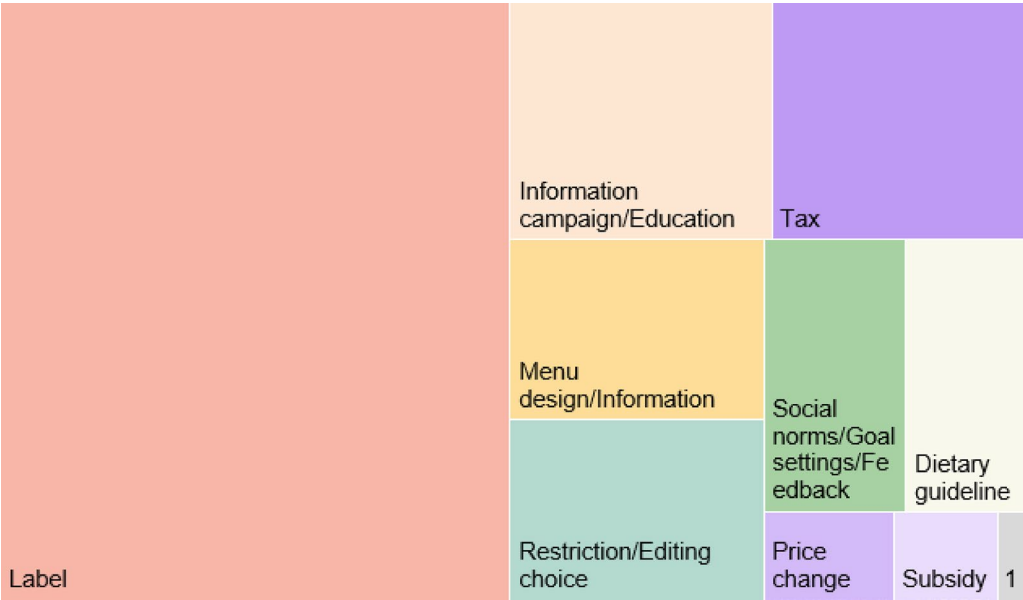 Label
Information
campaign/Education
Tax
Menu
design/Information
Restriction/Editing
choice
Social
norms/Goal
settings/Fe
edback
Dietary
guideline
Price
change
Subsidy
1